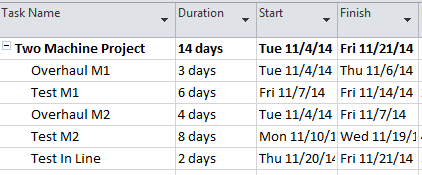 Task Name Duration Start Finish
Two Machine Project 14 days Tue 11/4/14 Fri 11/21/14
Overhaul M1 3 days Tue 11/4/14 Thu 11/6/14
Test M1 6 days Fri 11/7/14 Fri 11/14/14
Overhaul M2 4 days Tue 11/4/14 Fri 11/7/14
Test M2 8 days Mon 11/10/1 Wed 11/19/1
Test In Line 2 days Thu 11/20/14 Fri 11/21/14